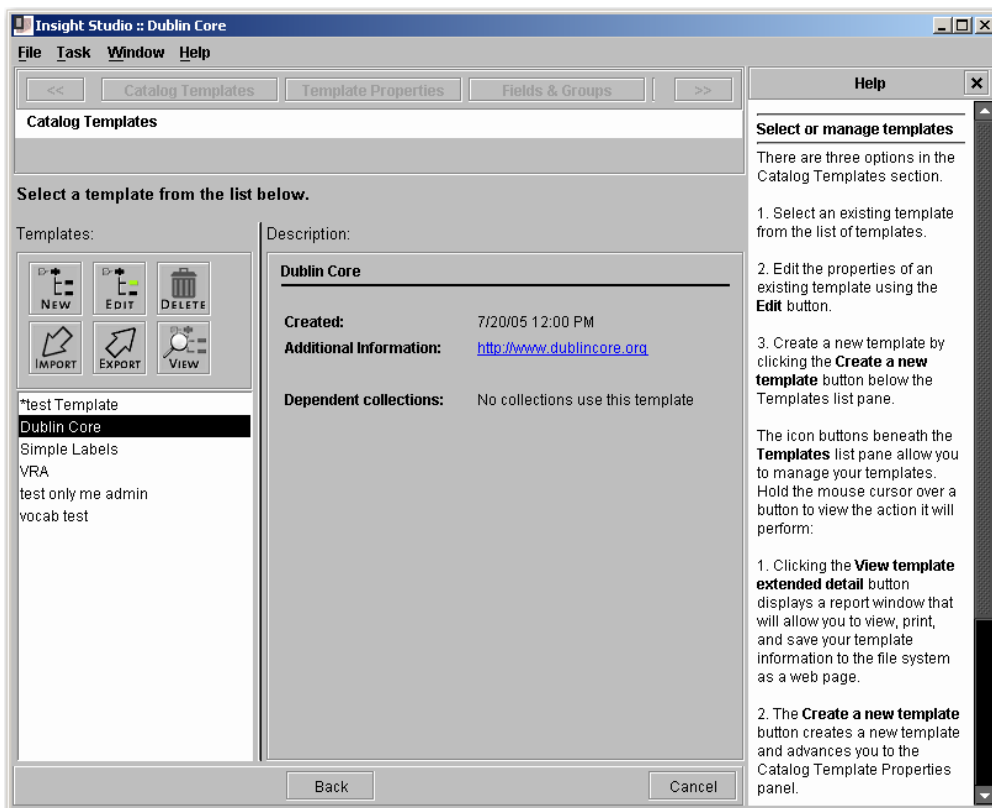 Insight Studio :: Dublin Core
File Task Window Help
<< Catalog Templates Template Properties Fields & Groups >>
Catalog Templates
Select a template from the list below.
Templates:
NEW EDIT DELETE
IMPORT EXPORT VIEW
*test Template
Dublin Core
Simple Labels
VRA
test only me admin
vocab test
Description:
Dublin Core
Created: 7/20/05 12:00 PM
Additional Information: http://www.dublincore.org
Dependent collections: No collections use this template
Back Cancel
Help
Select or manage templates
There are three options in the
Catalog Templates section.
1. Select an existing template
from the list of templates.
2. Edit the properties of an
existing template using the
Edit button.
3. Create a new template by
clicking the Create a new
template button below the
Templates list pane.
The icon buttons beneath the
Templates list pane allow you
to manage your templates.
Hold the mouse cursor over a
button to view the action it will
perform:
1. Clicking the View template
extended detail button
displays a report window that
will allow you to view, print,
and save your template
information to the file system
as a web page.
2. The Create a new template
button creates a new template
and advances you to the
Catalog Template Properties
panel.